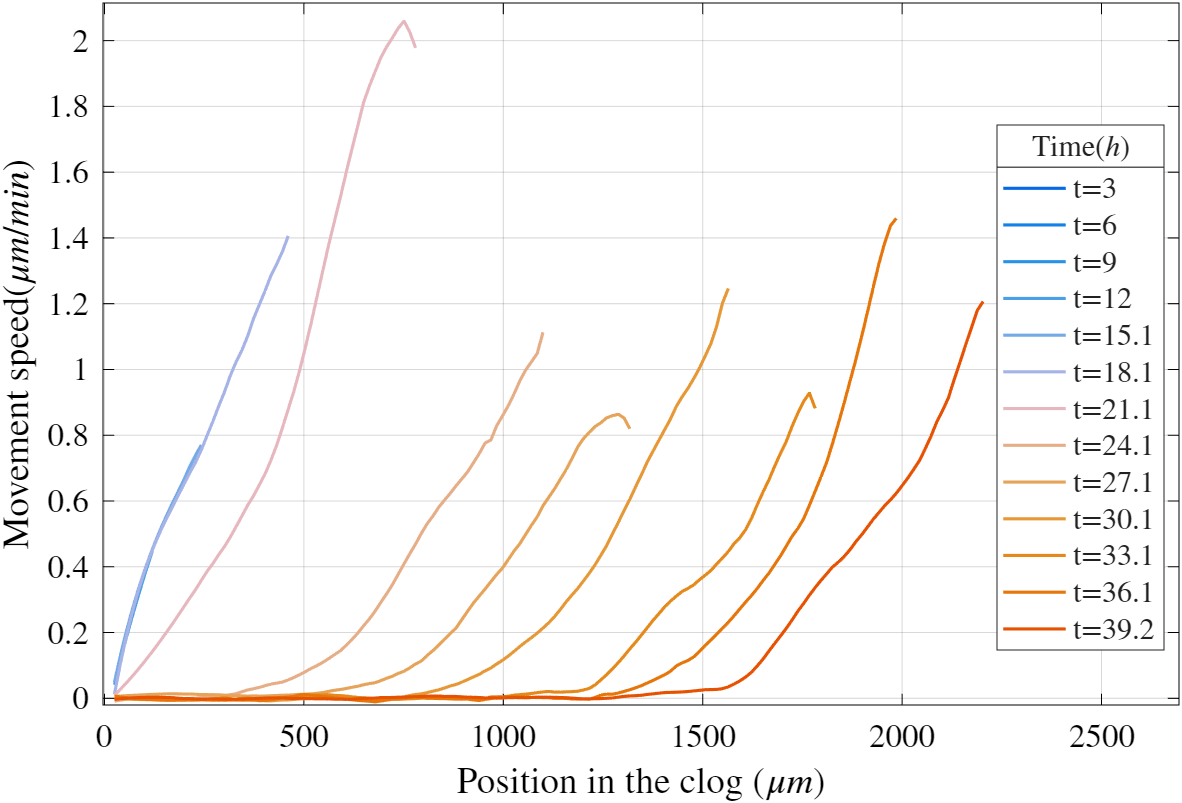 2
1.8
1.6
1.4
1.2
1
0.8
0.6
0.4
0.2
0
0 500 1000 1500 2000 2500
Movement speed(μm/min)
Position in the clog (μm)
Time(h)
t=3
t=6
t=9
t=12
t=15.1
t=18.1
t=21.1
t=24.1
t=27.1
t=30.1
t=33.1
t=36.1
t=39.2